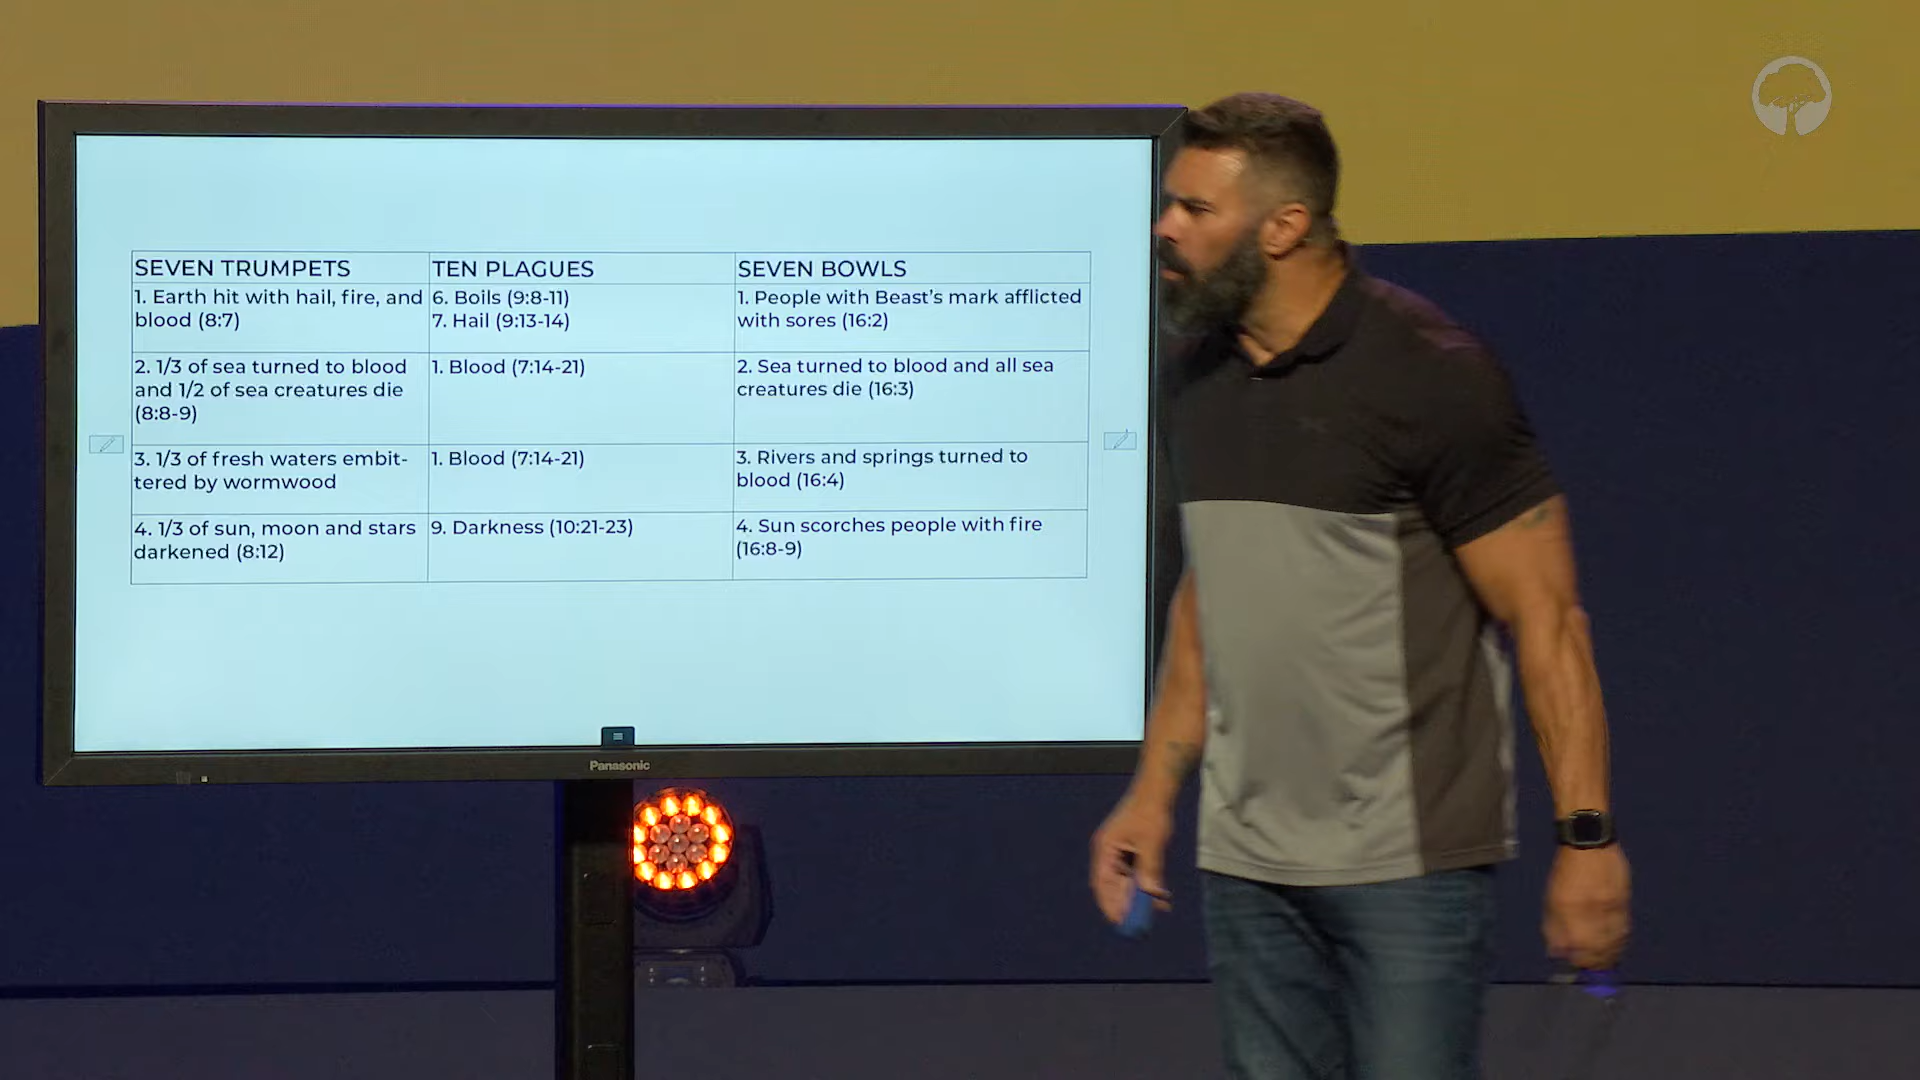 SEVEN TRUMPETS
TEN PLAGUES
SEVEN BOWLS
1. Earth hit with hail, fire, and
blood (8:7)
6. Boils (9:8-11)
7. Hail (9:13-14)
1. People with Beast's mark afflicted
with sores (16:2)
2. 1/3 of sea turned to blood
and 1/2 of sea creatures die
(8:8-9)
1. Blood (7:14-21)
2. Sea turned to blood and all sea
creatures die (16:3)
3. 1/3 of fresh waters embit-
tered by wormwood
1. Blood (7:14-21)
3. Rivers and springs turned to
blood (16:4)
4. 1/3 of sun, moon and stars
darkened (8:12)
9. Darkness (10:21-23)
4. Sun scorches people with fire
(16:8-9)
Panasonic